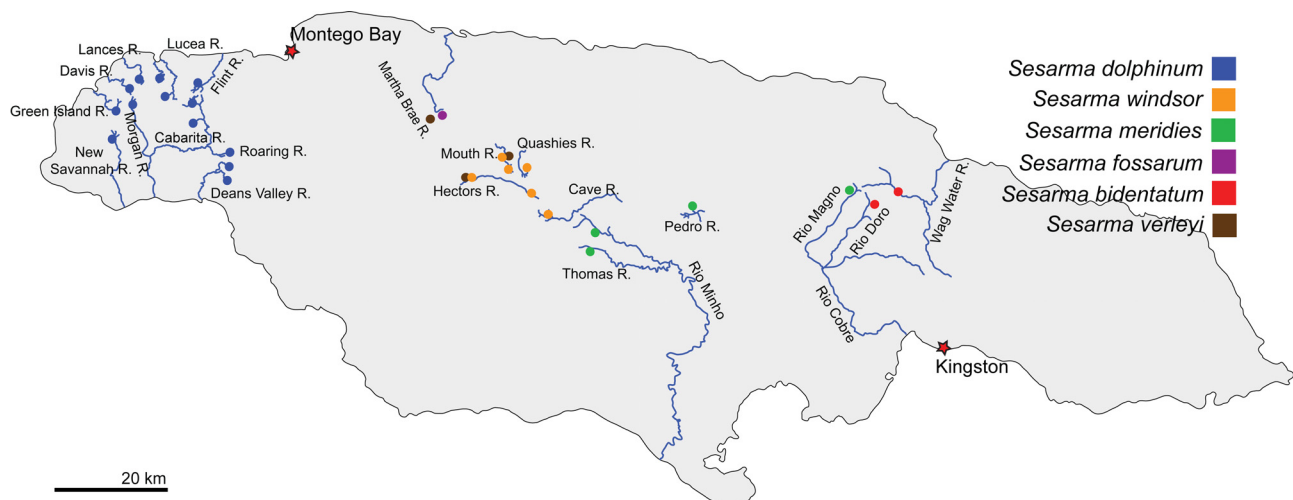 Montego Bay
Lances R.
Lucea R.
Davis R.
Flint R.
Green Island R.
Morgan R.
Cabarita R.
New
Savannah R.
Roaring R.
Deans Valley R.
Martha Brae R.
Mouth R.
Quashies R.
Hectors R.
Cave R.
Thomas R.
Pedro R.
Rio Minho
Rio Magno
Rio Doro
Wag Water R.
Rio Cobre
Kingston
Sesarma dolphinum
Sesarma windsor
Sesarma meridies
Sesarma fossarum
Sesarma bidentatum
Sesarma verleyi
20 km